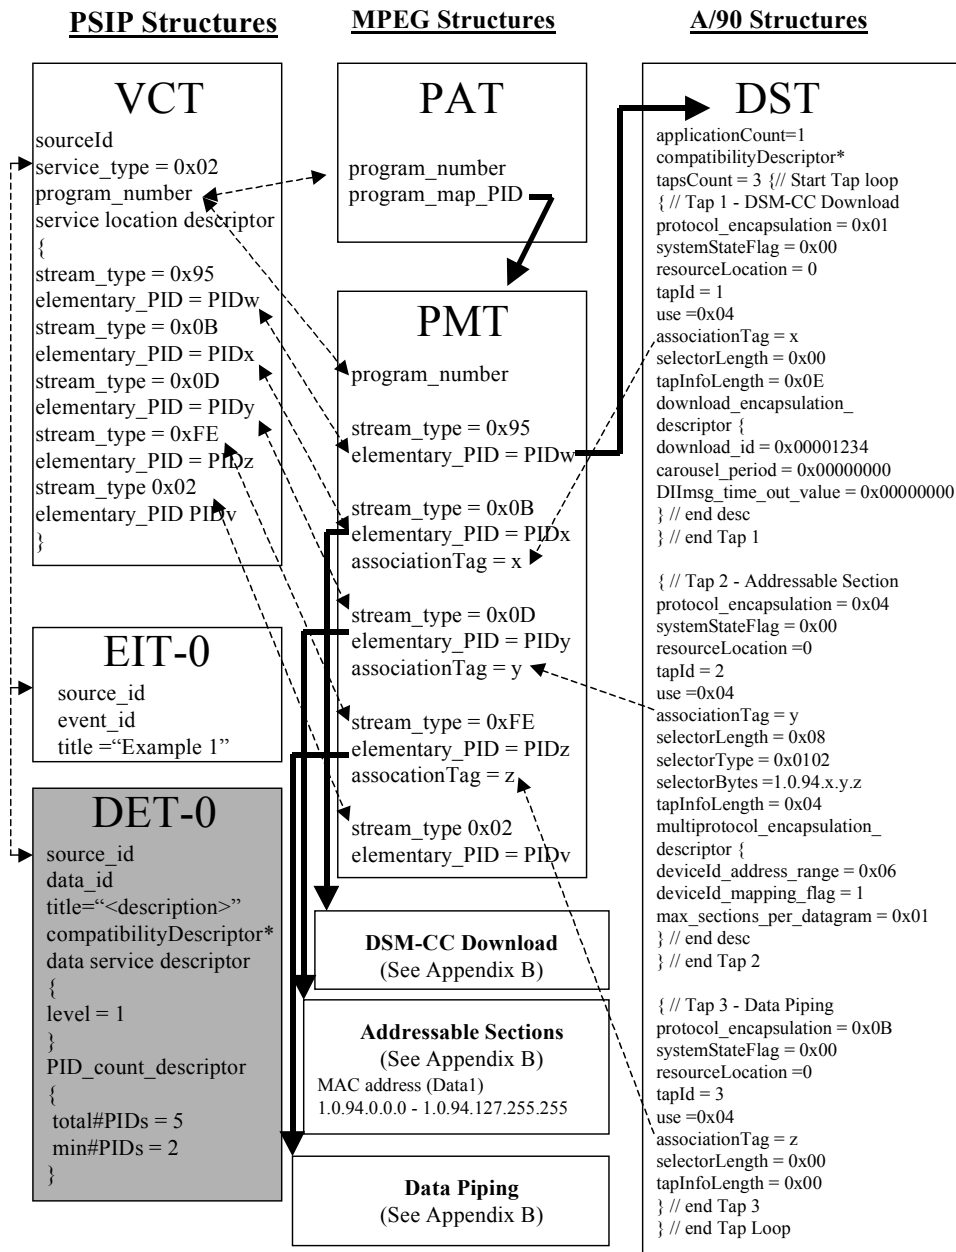 PSIP Structures
MPEG Structures
A/90 Structures
VCT
sourceId
service_type = 0x02
program_number
service location descriptor
{
stream_type = 0x95
elementary_PID = PIDw
stream_type = 0x0B
elementary_PID = PIDx
stream_type = 0x0D
elementary_PID = PIDy
stream_type = 0xFE
elementary_PID = PIDz
stream_type 0x02
elementary_PID PIDv
}
EIT-0
source_id
event_id
title =“Example 1”
DET-0
source_id
data_id
title=“<description>”
compatibilityDescriptor*
data service descriptor
{
level = 1
}
PID_count_descriptor
{
total#PIDs = 5
min#PIDs = 2
}
PAT
program_number
program_map_PID
PMT
program_number
stream_type = 0x95
elementary_PID = PIDw
stream_type = 0x0B
elementary_PID = PIDx
associationTag = x
stream_type = 0x0D
elementary_PID = PIDy
associationTag = y
stream_type = 0xFE
elementary_PID = PIDz
assocationTag = z
stream_type 0x02
elementary_PID = PIDv
DSM-CC Download
(See Appendix B)
Addressable Sections
(See Appendix B)
MAC address (Data1)
1.0.94.0.0.0 - 1.0.94.127.255.255
Data Piping
(See Appendix B)
DST
applicationCount=1
compatibilityDescriptor*
tapsCount = 3 {// Start Tap loop
{ // Tap 1 - DSM-CC Download
protocol_encapsulation = 0x01
systemStateFlag = 0x00
resourceLocation = 0
tapId = 1
use =0x04
associationTag = x
selectorLength = 0x00
tapInfoLength = 0x0E
download_encapsulation_
descriptor {
download_id = 0x00001234
carousel_period = 0x00000000
DIImsg_time_out_value = 0x00000000
} // end desc
} // end Tap 1
{ // Tap 2 - Addressable Section
protocol_encapsulation = 0x04
systemStateFlag = 0x00
resourceLocation =0
tapId = 2
use =0x04
associationTag = y
selectorLength = 0x08
selectorType = 0x0102
selectorBytes =1.0.94.x.y.z
tapInfoLength = 0x04
multiprotocol_encapsulation_
descriptor {
deviceId_address_range = 0x06
deviceId_mapping_flag = 1
max_sections_per_datagram = 0x01
} // end desc
} // end Tap 2
{ // Tap 3 - Data Piping
protocol_encapsulation = 0x0B
systemStateFlag = 0x00
resourceLocation =0
tapId = 3
use =0x04
associationTag = z
selectorLength = 0x00
tapInfoLength = 0x00
} // end Tap 3
} // end Tap Loop